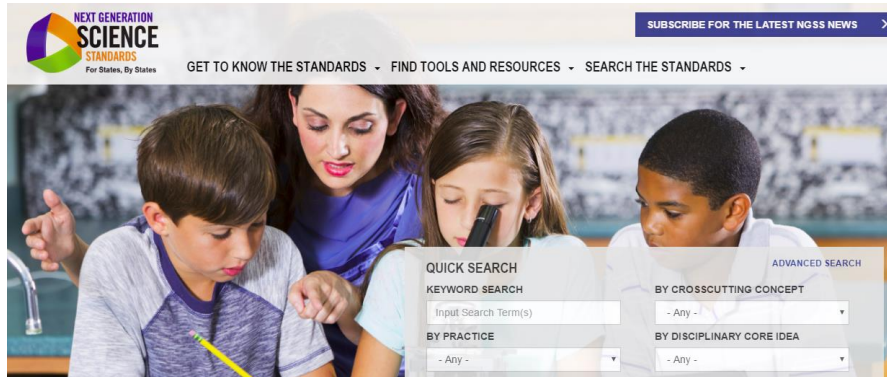 NEXT GENERATION
SCIENCE
STANDARDS
For States, By States
SUBSCRIBE FOR THE LATEST NGSS NEWS
GET TO KNOW THE STANDARDS FIND TOOLS AND RESOURCES SEARCH THE STANDARDS
QUICK SEARCH
ADVANCED SEARCH
KEYWORD SEARCH
BY CROSSCUTTING CONCEPT
Input Search Term(s)
- Any -
BY PRACTICE
BY DISCIPLINARY CORE IDEA
- Any -
- Any -